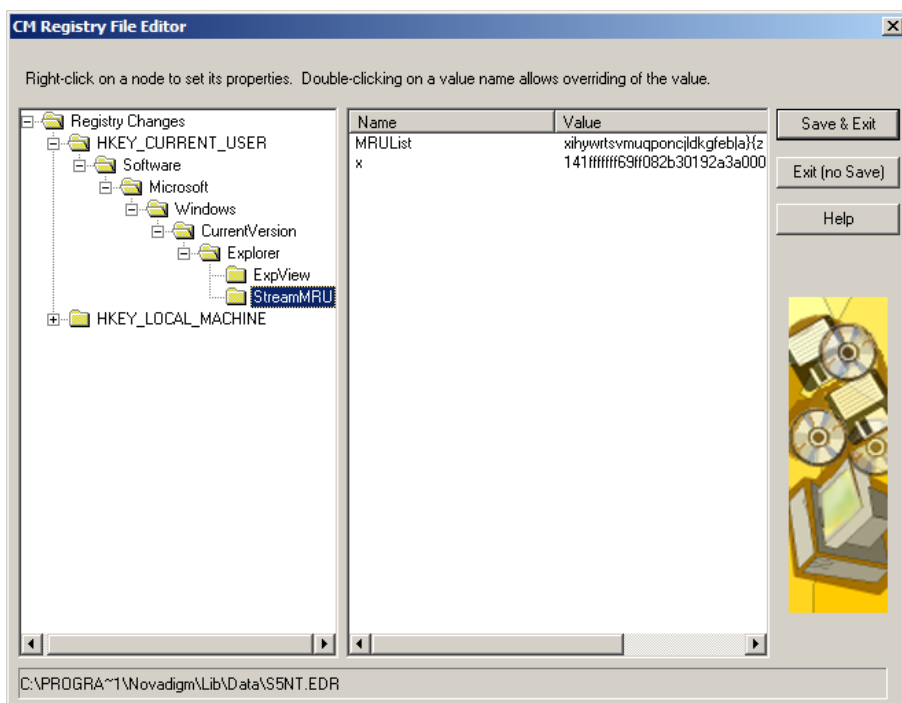 CM Registry File Editor
Right-click on a node to set its properties. Double-clicking on a value name allows overriding of the value.
Registry Changes
HKEY_CURRENT_USER
Software
Microsoft
Windows
CurrentVersion
Explorer
ExpView
StreamMRU
HKEY_LOCAL_MACHINE
Name Value
MRUList xihywrtsvmuqponcjldkgfeb|a}{z
x 141fffffff69ff082b30192a3a000
Save & Exit
Exit (no Save)
Help
C:\PROGRA~1\Novadigm\Lib\Data\S5NT.EDR